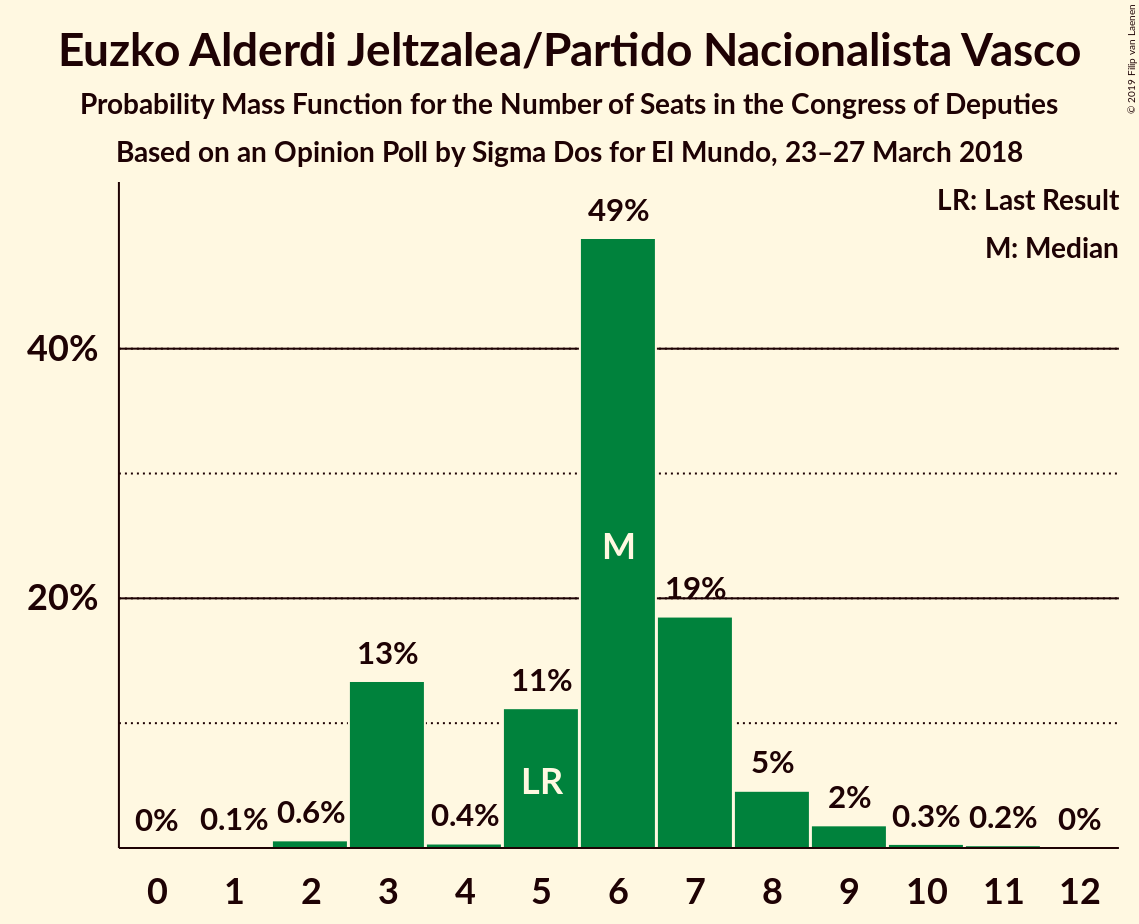 Euzko Alderdi Jeltzalea/Partido Nacionalista Vasco
Probability Mass Function for the Number of Seats in the Congress of Deputies
Based on an Opinion Poll by Sigma Dos for El Mundo, 23–27 March 2018
© 2019 Filip van Laenen
LR: Last Result
M: Median
40%
20%
0%
0.1%
0.6%
13%
0.4%
11%
49%
19%
5%
2%
0.3%
0.2%
0%
LR
M
0 1 2 3 4 5 6 7 8 9 10 11 12